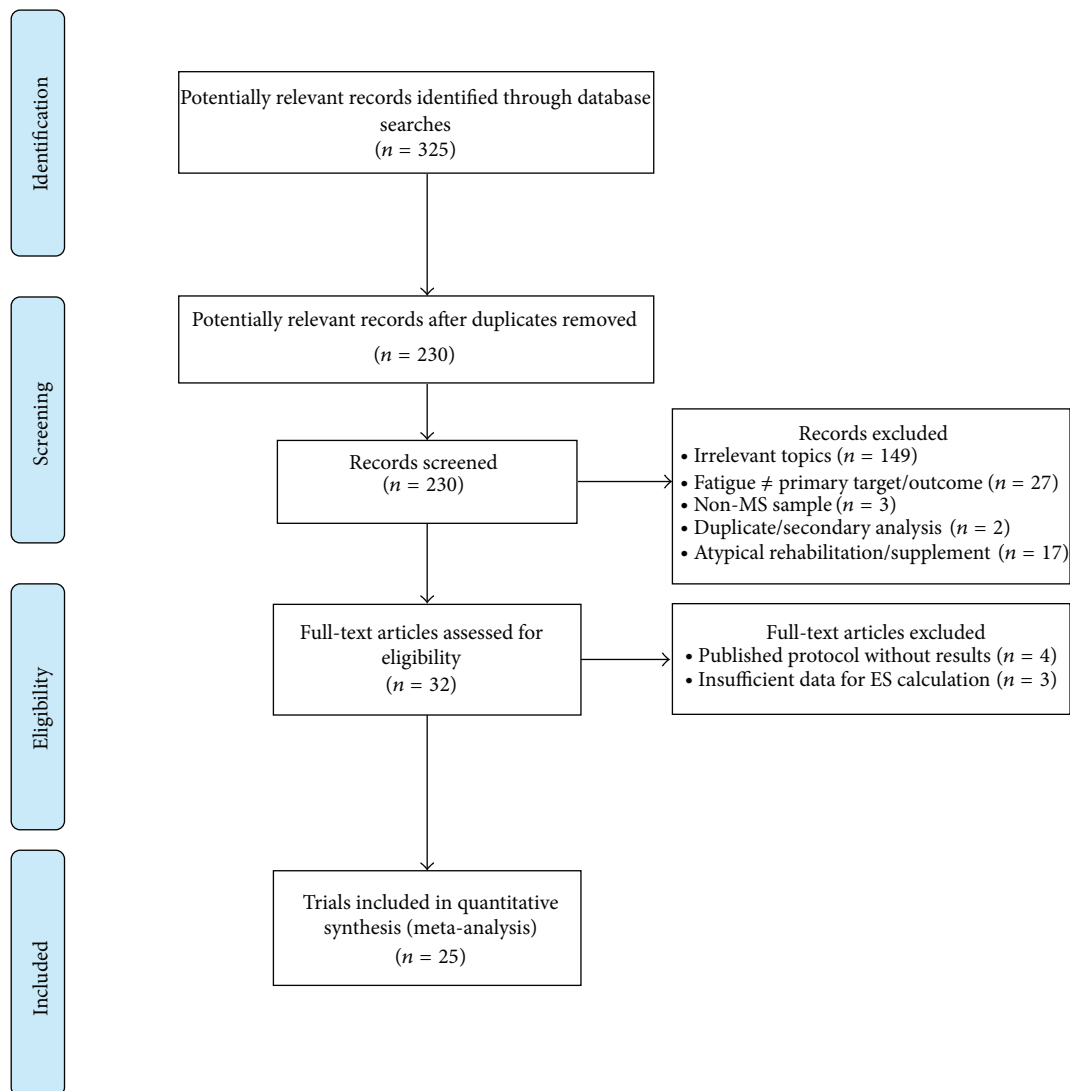 Identification
Potentially relevant records identified through database
searches
(n = 325)
Screening
Potentially relevant records after duplicates removed
(n = 230)
Records screened
(n = 230)
Records excluded
• Irrelevant topics (n = 149)
• Fatigue ≠ primary target/outcome (n = 27)
• Non-MS sample (n = 3)
• Duplicate/secondary analysis (n = 2)
• Atypical rehabilitation/supplement (n = 17)
Eligibility
Full-text articles assessed for
eligibility
(n = 32)
Full-text articles excluded
• Published protocol without results (n = 4)
• Insufficient data for ES calculation (n = 3)
Included
Trials included in quantitative
synthesis (meta-analysis)
(n = 25)